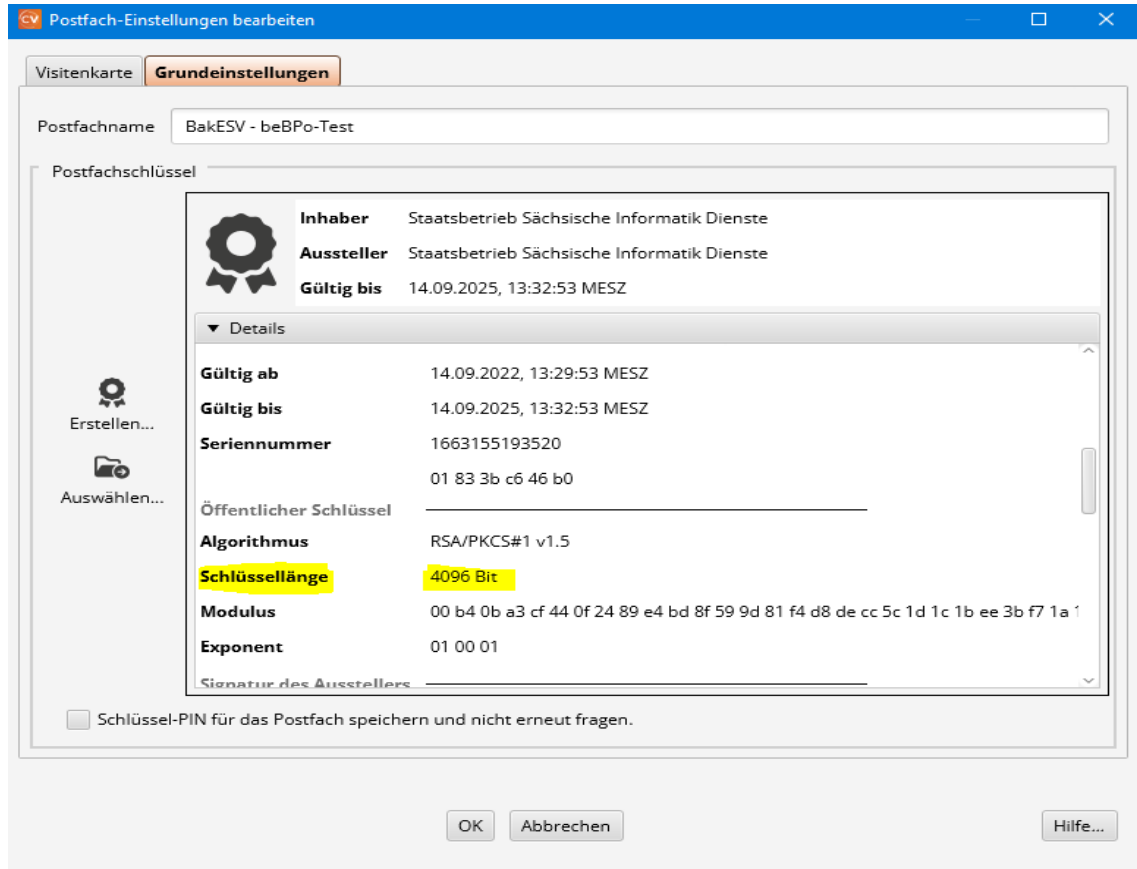 CV Postfach-Einstellungen bearbeiten
Visitenkarte Grundeinstellungen
Postfachname BakESV - beBPo-Test
Postfachschlüssel
Inhaber Staatsbetrieb Sächsische Informatik Dienste
Aussteller Staatsbetrieb Sächsische Informatik Dienste
Gültig bis 14.09.2025, 13:32:53 MESZ
Details
Gültig ab 14.09.2022, 13:29:53 MESZ
Gültig bis 14.09.2025, 13:32:53 MESZ
Erstellen...
Seriennummer 1663155193520
01 83 3b c6 46 b0
Auswählen...
Öffentlicher Schlüssel
Algorithmus RSA/PKCS#1 v1.5
Schlüssellänge 4096 Bit
Modulus 00 b4 0b a3 cf 44 0f 24 89 e4 bd 8f 59 9d 81 f4 d8 de cc 5c 1d 1c 1b ee 3b f7 1a
Exponent 01 00 01
Signatur des Ausstellers
Schlüssel-PIN für das Postfach speichern und nicht erneut fragen.
OK Abbrechen Hilfe...